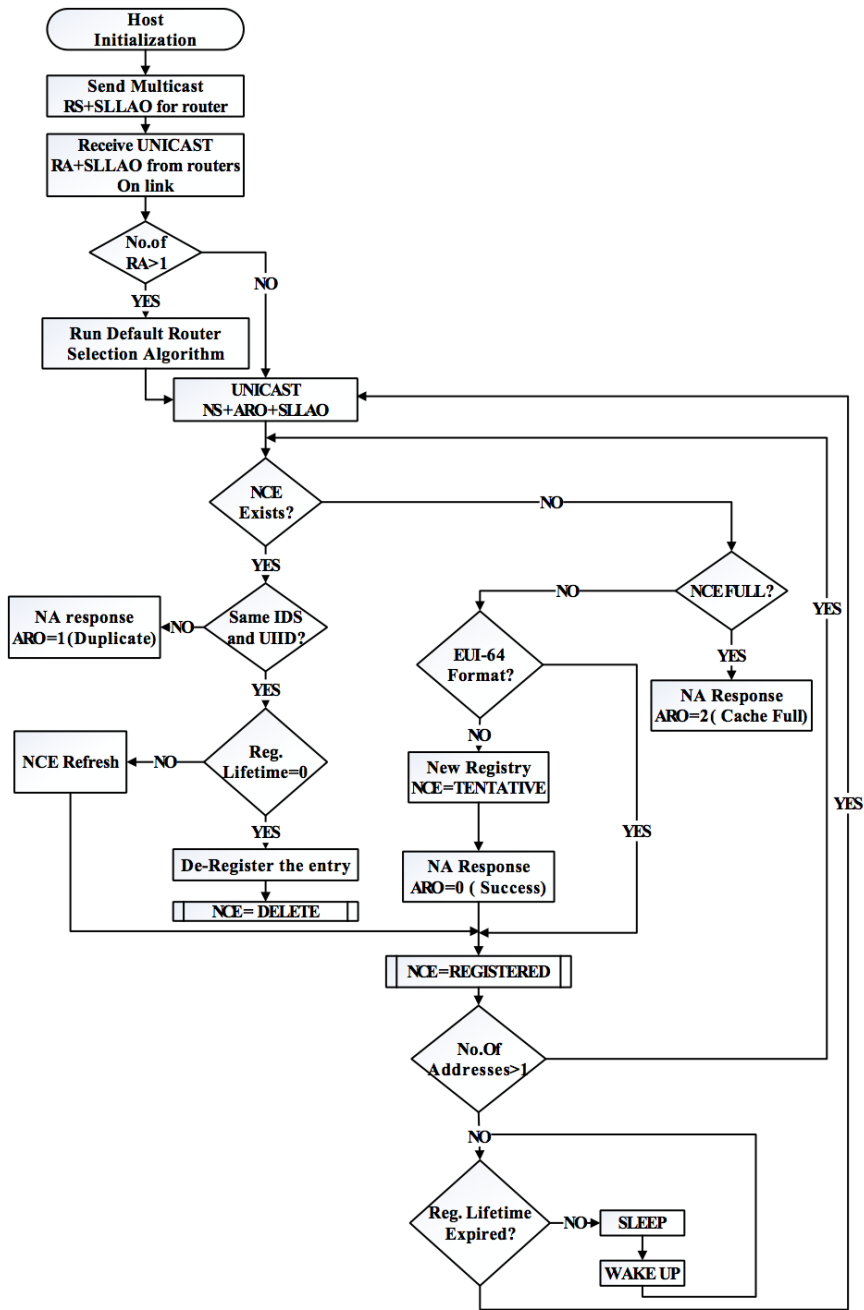 Host
Initialization
Send Multicast
RS+SLLAO for router
Receive UNICAST
RA+SLLAO from routers
On link
No.of
RA>1
NO
YES
Run Default Router
Selection Algorithm
UNICAST
NS+ARO+SLLAO
NCE
Exists?
NO
YES
NCE FULL?
NO
YES
NA response
ARO=1(Duplicate)
NO
Same IDS
and UIID?
YES
EUI-64
Format?
YES
NA Response
ARO=2( Cache Full)
NCE Refresh
NO
Reg.
Lifetime=0
NO
New Registry
NCE=TENTATIVE
YES
YES
YES
De-Register the entry
NA Response
ARO=0 ( Success)
NCE= DELETE
NCE=REGISTERED
No.Of
Addresses>1
NO
Reg. Lifetime
Expired?
NO
SLEEP
WAKE UP